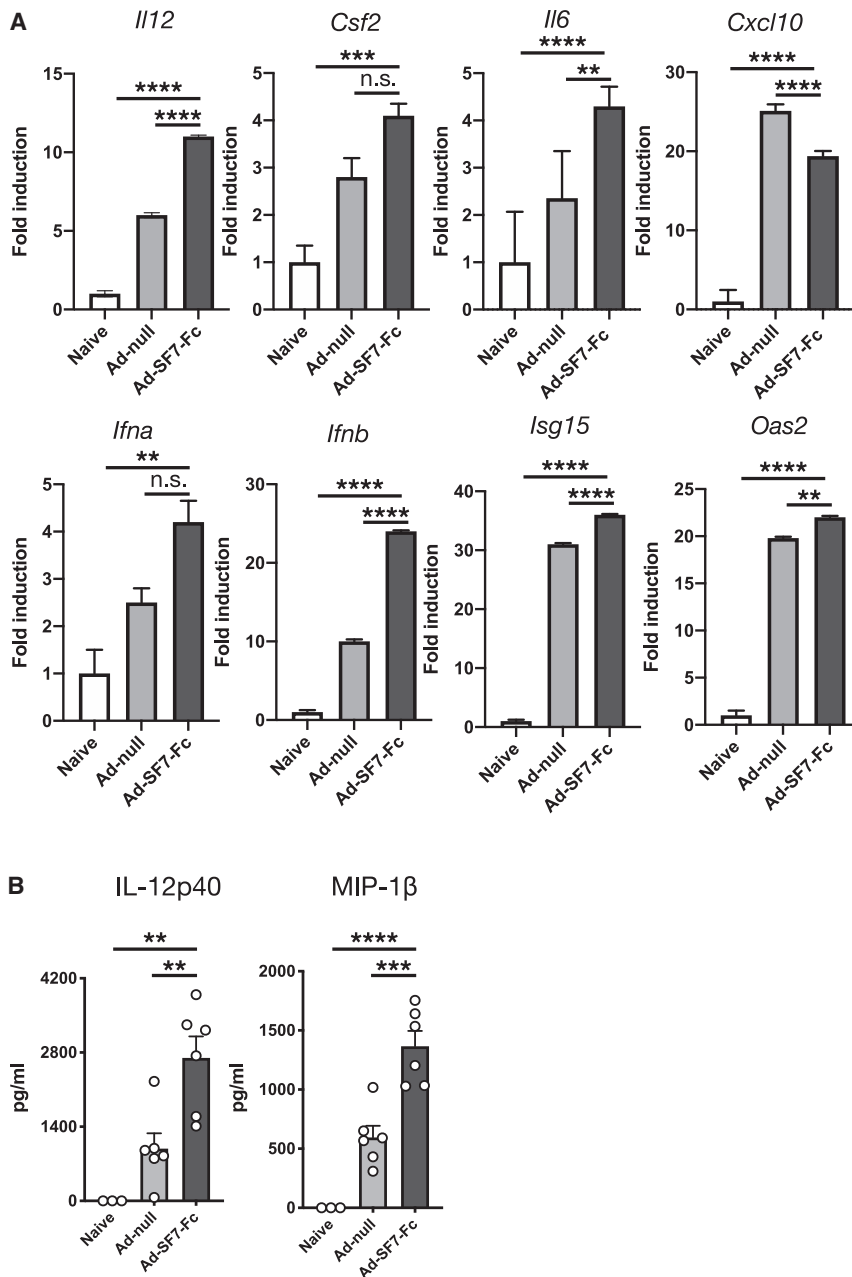 A
Il12
Csf2
Il6
Cxcl10
Fold induction
15
10
5
0
****
****
Naive
Ad-null
Ad-SF7-Fc
Fold induction
5
4
3
2
1
0
***
n.s.
Naive
Ad-null
Ad-SF7-Fc
Fold induction
5
4
3
2
1
0
****
**
Naive
Ad-null
Ad-SF7-Fc
Fold induction
30
20
10
0
****
****
Naive
Ad-null
Ad-SF7-Fc
Ifna
Ifnb
Isg15
Oas2
Fold induction
5
4
3
2
1
0
**
n.s.
Naive
Ad-null
Ad-SF7-Fc
Fold induction
30
20
10
0
****
****
Naive
Ad-null
Ad-SF7-Fc
Fold induction
40
30
20
10
0
****
****
Naive
Ad-null
Ad-SF7-Fc
Fold induction
25
20
15
10
5
0
****
**
Naive
Ad-null
Ad-SF7-Fc
B
IL-12p40
MIP-1β
pg/ml
4200
2800
1400
0
**
**
Naive
Ad-null
Ad-SF7-Fc
pg/ml
2000
1500
1000
500
0
****
***
Naive
Ad-null
Ad-SF7-Fc